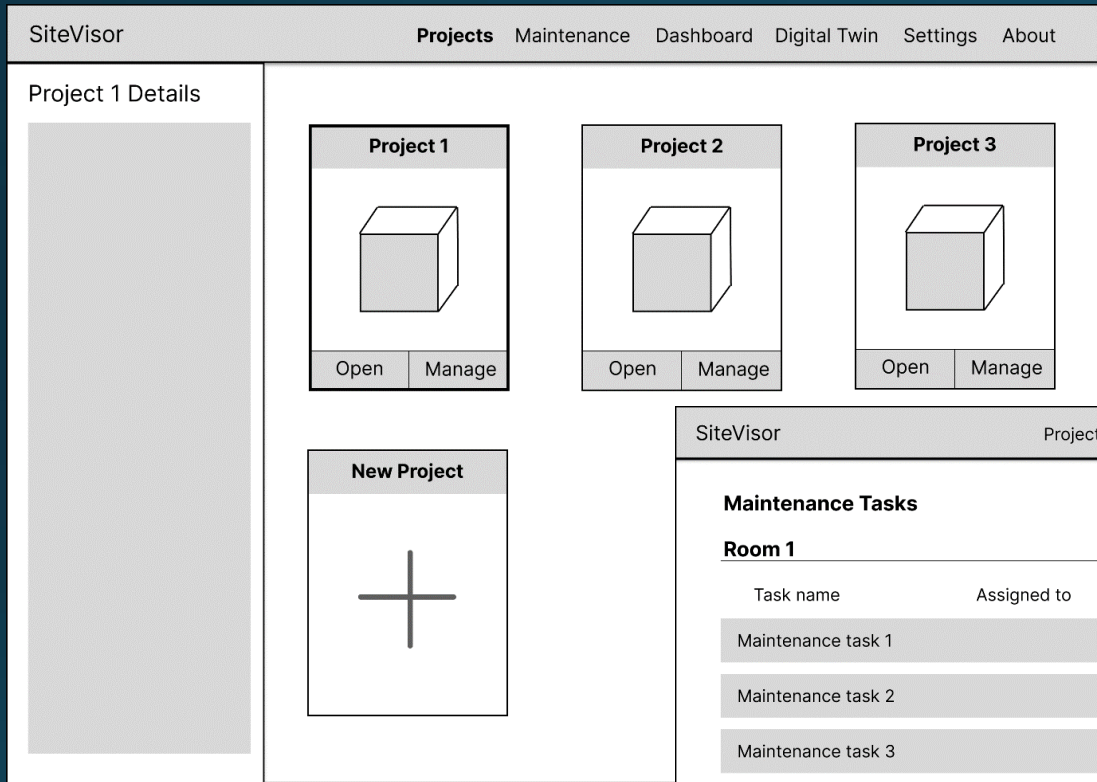 SiteVisor
Projects Maintenance Dashboard Digital Twin Settings About
Project 1 Details
Project 1
Open Manage
Project 2
Open Manage
Project 3
Open Manage
New Project
SiteVisor
Project
Maintenance Tasks
Room 1
Task name Assigned to
Maintenance task 1
Maintenance task 2
Maintenance task 3